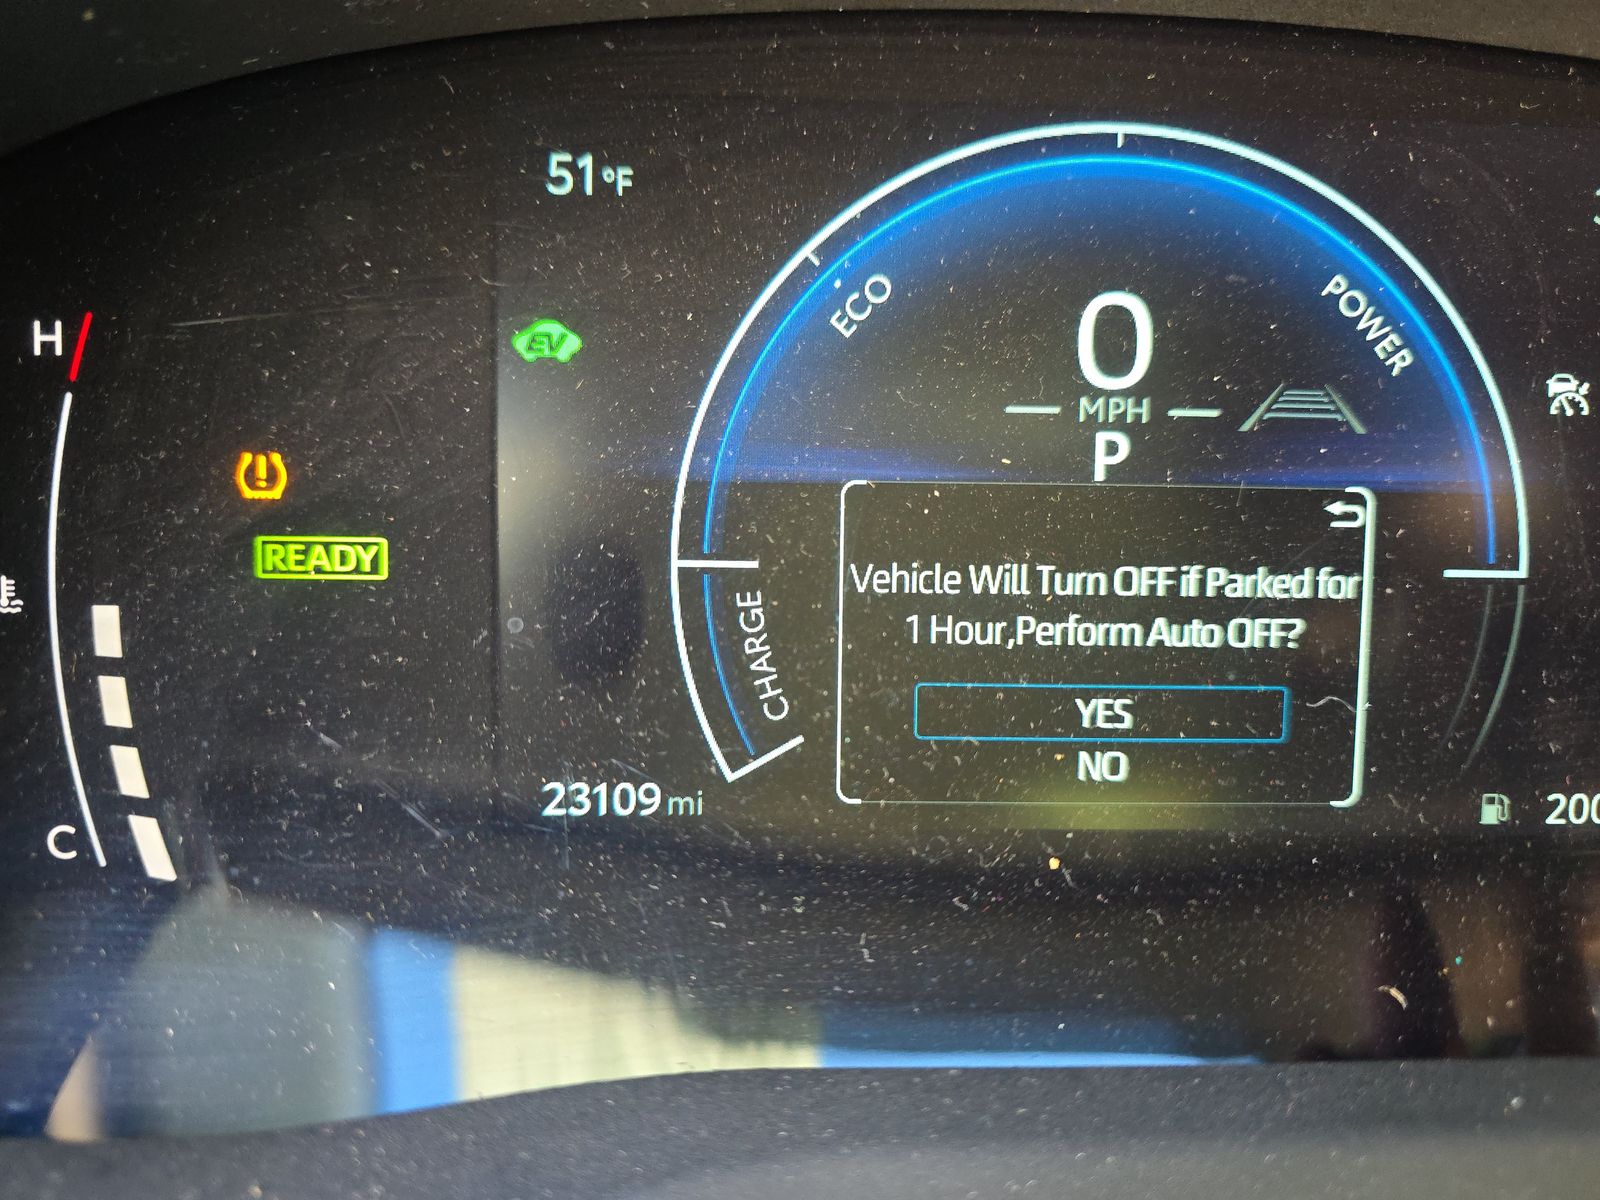 51°F
H
EV
ECO
POWER
0
MPH
P
READY
Vehicle Will Turn OFF if Parked for
1 Hour,Perform Auto OFF?
CHARGE
YES
NO
23109 mi
C